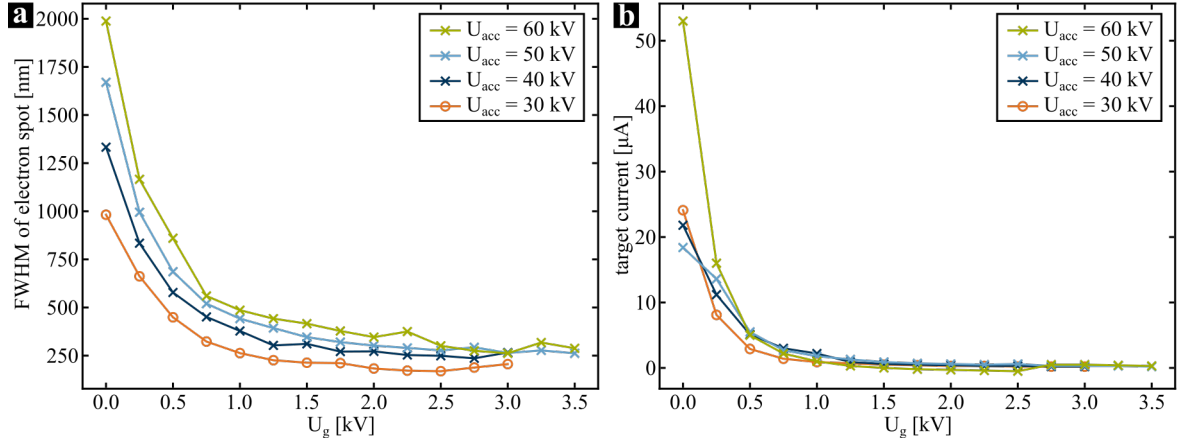 a
2000
1750
1500
1250
1000
750
500
250
FWHM of electron spot [nm]
0.0 0.5 1.0 1.5 2.0 2.5 3.0 3.5
U_g [kV]
U_acc = 60 kV
U_acc = 50 kV
U_acc = 40 kV
U_acc = 30 kV
b
50
40
30
20
10
0
target current [μA]
0.0 0.5 1.0 1.5 2.0 2.5 3.0 3.5
U_g [kV]
U_acc = 60 kV
U_acc = 50 kV
U_acc = 40 kV
U_acc = 30 kV